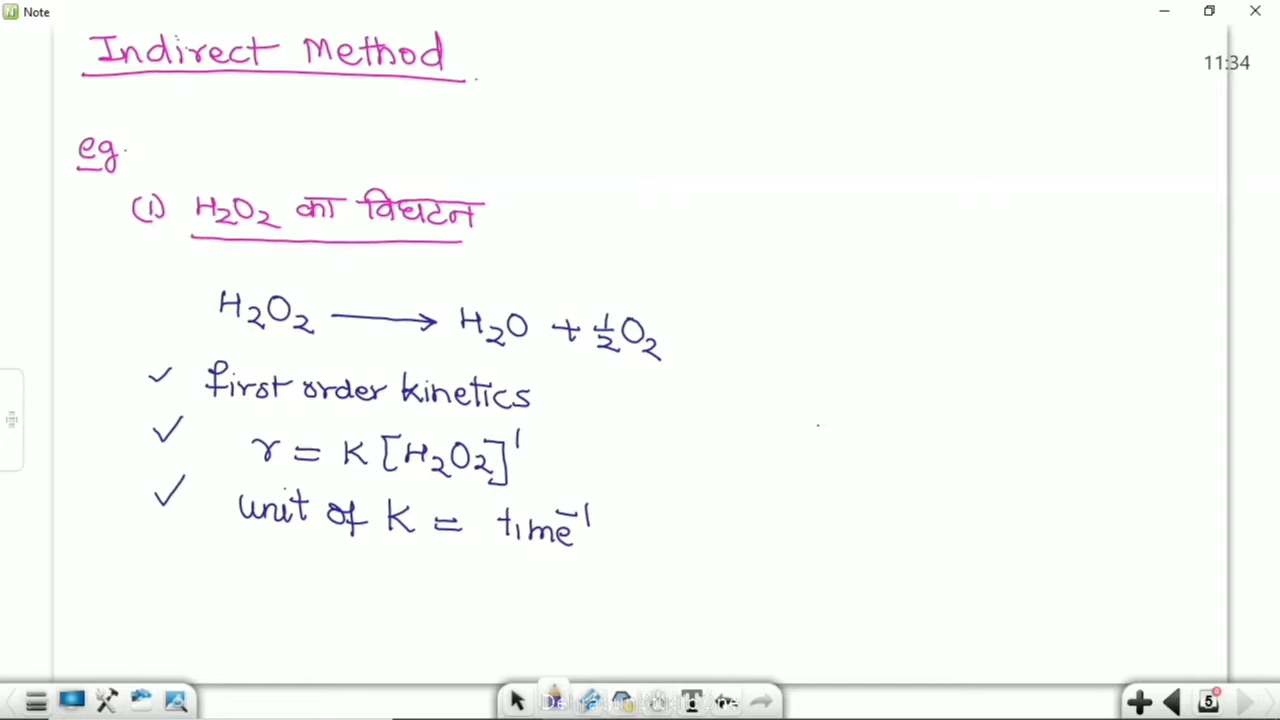 Note
11:34
Indirect Method
eg.
(1) H₂O₂ का विघटन
H₂O₂ → H₂O + ½O₂
✓ first order kinetics
✓ r = K [H₂O₂]¹
✓ unit of K = time⁻¹
5